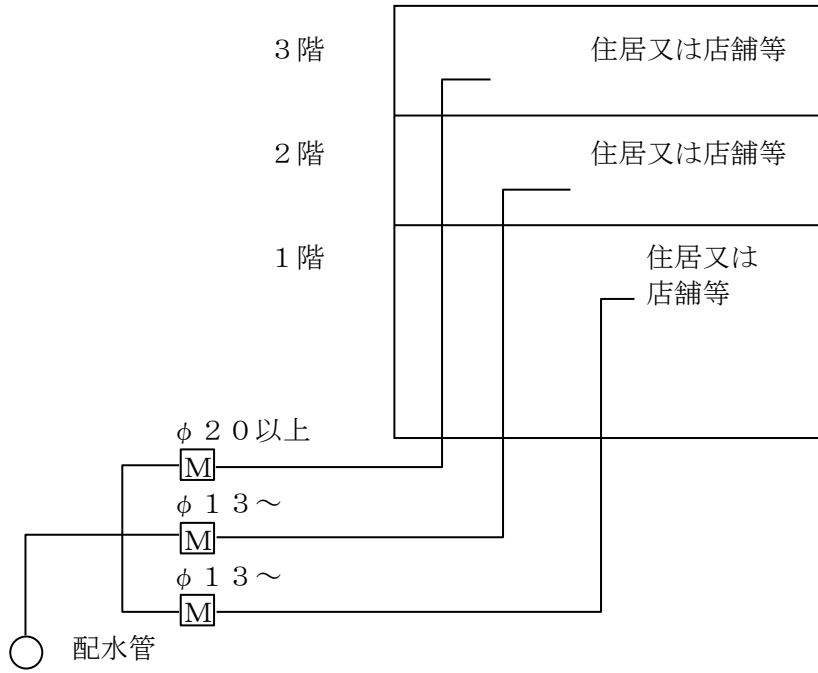 ３階 住居又は店舗等
２階 住居又は店舗等
１階 住居又は
店舗等
φ２０以上
M
φ１３～
M
φ１３～
M
配水管